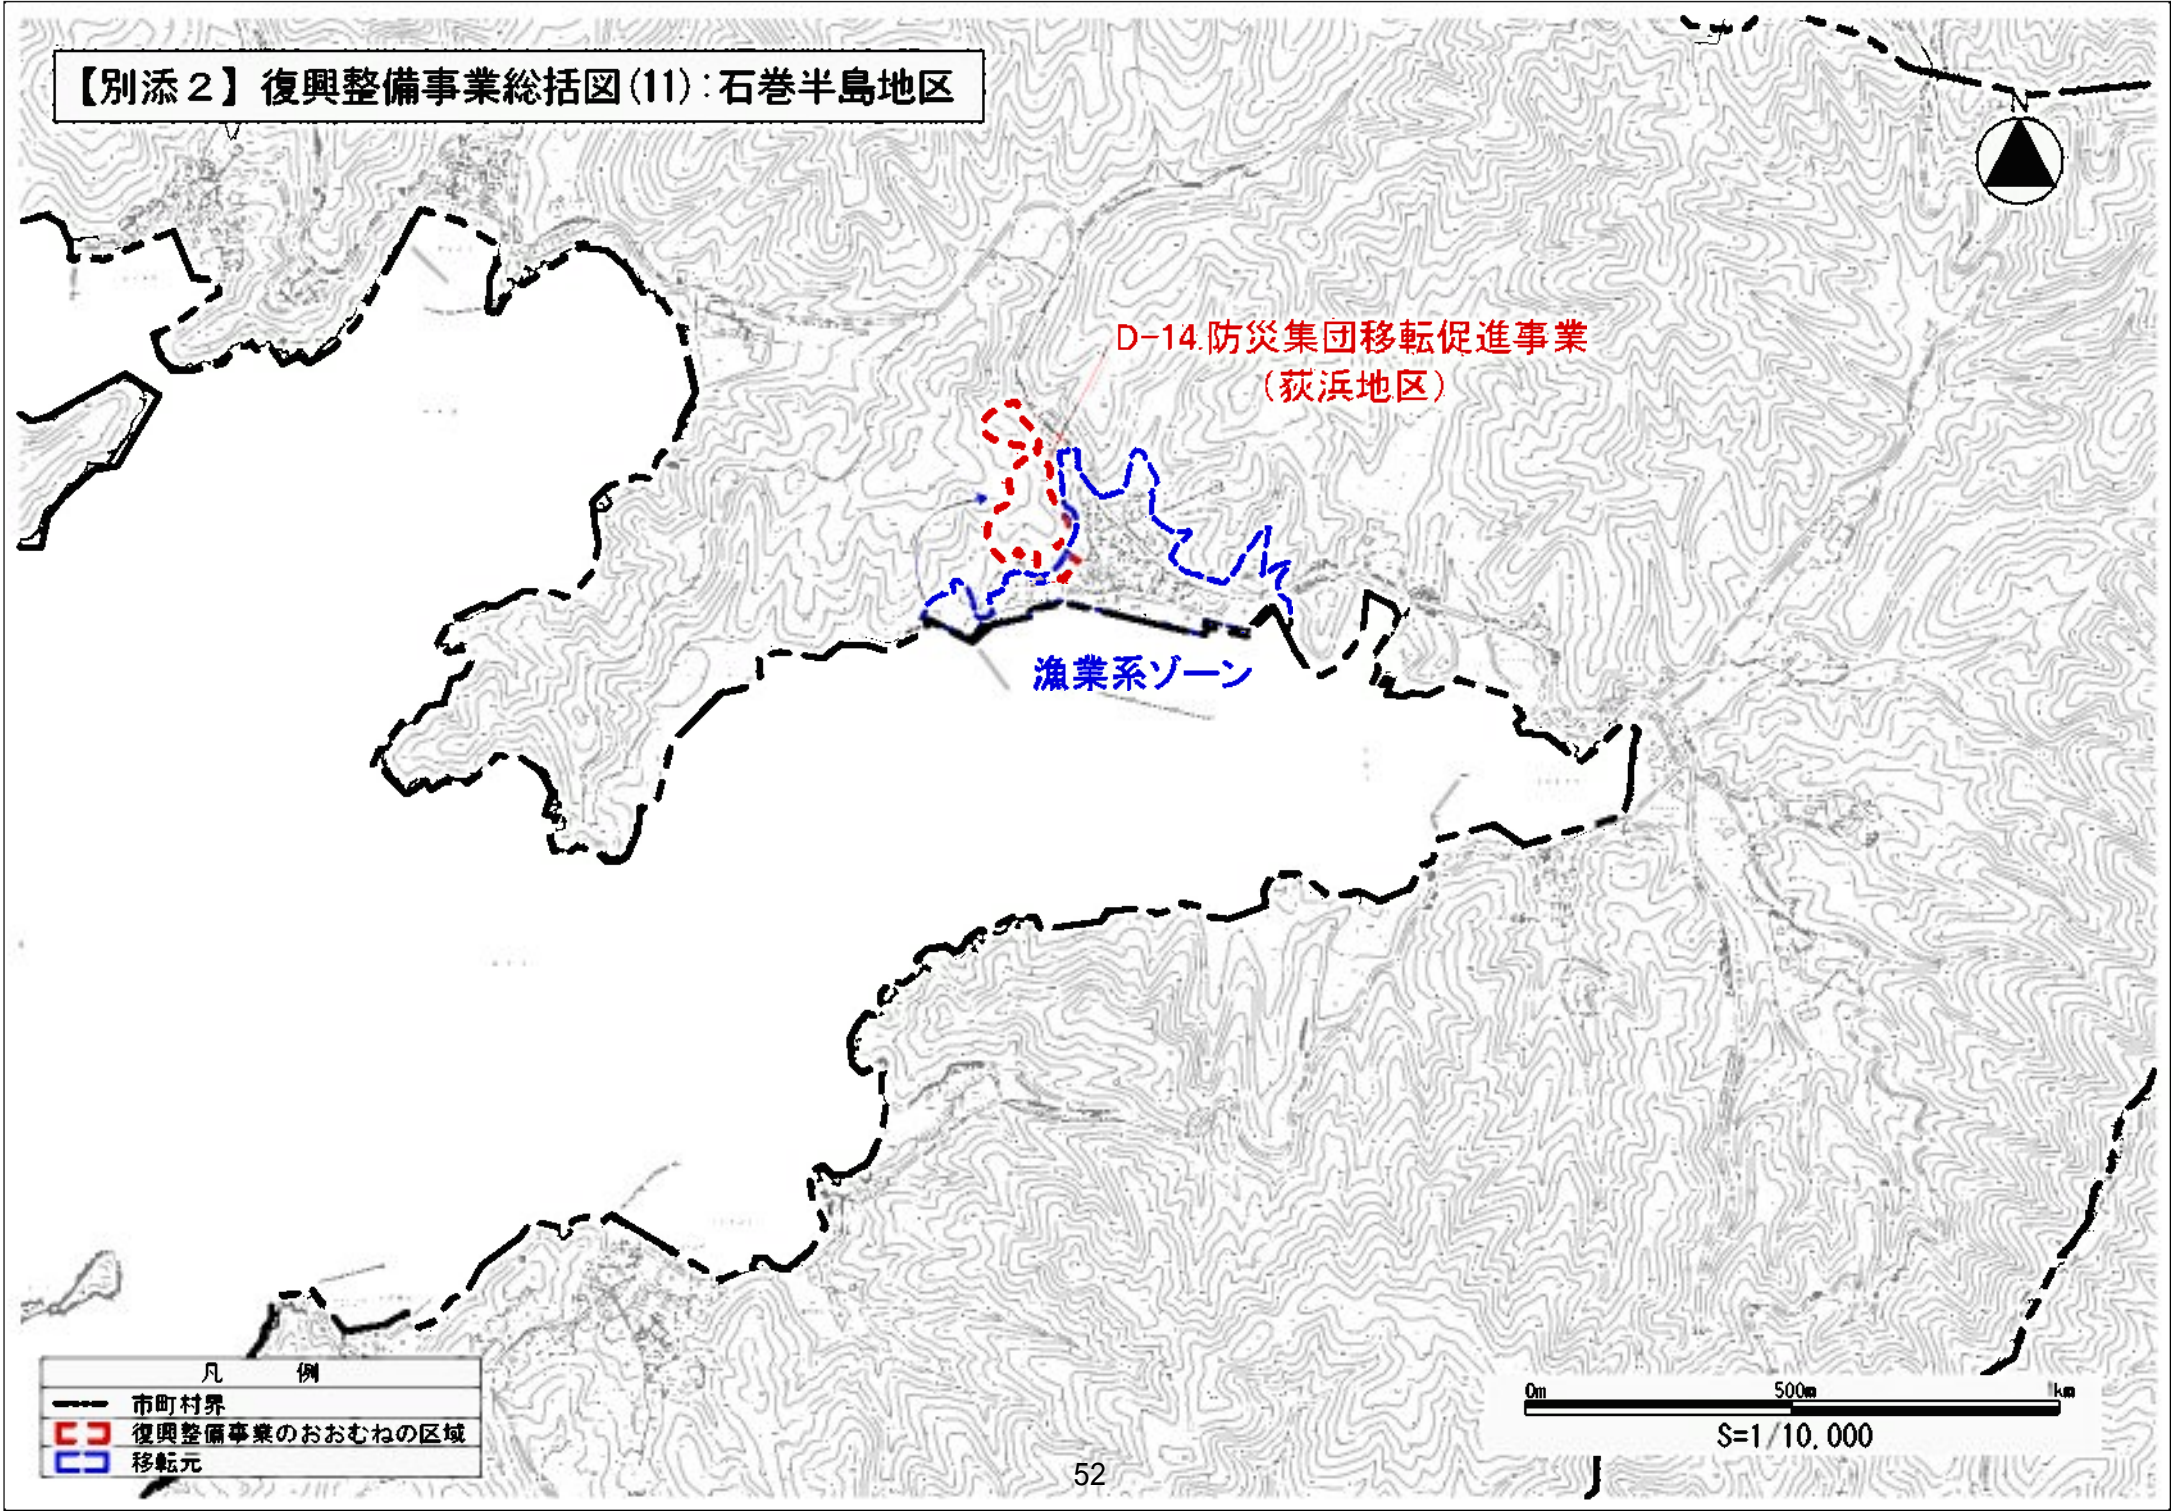 【別添２】復興整備事業総括図(11):石巻半島地区
N
D-14.防災集団移転促進事業
(荻浜地区)
漁業系ゾーン
凡 例
市町村界
復興整備事業のおおむねの区域
移転元
0m 500m 1km
S=1/10,000
52